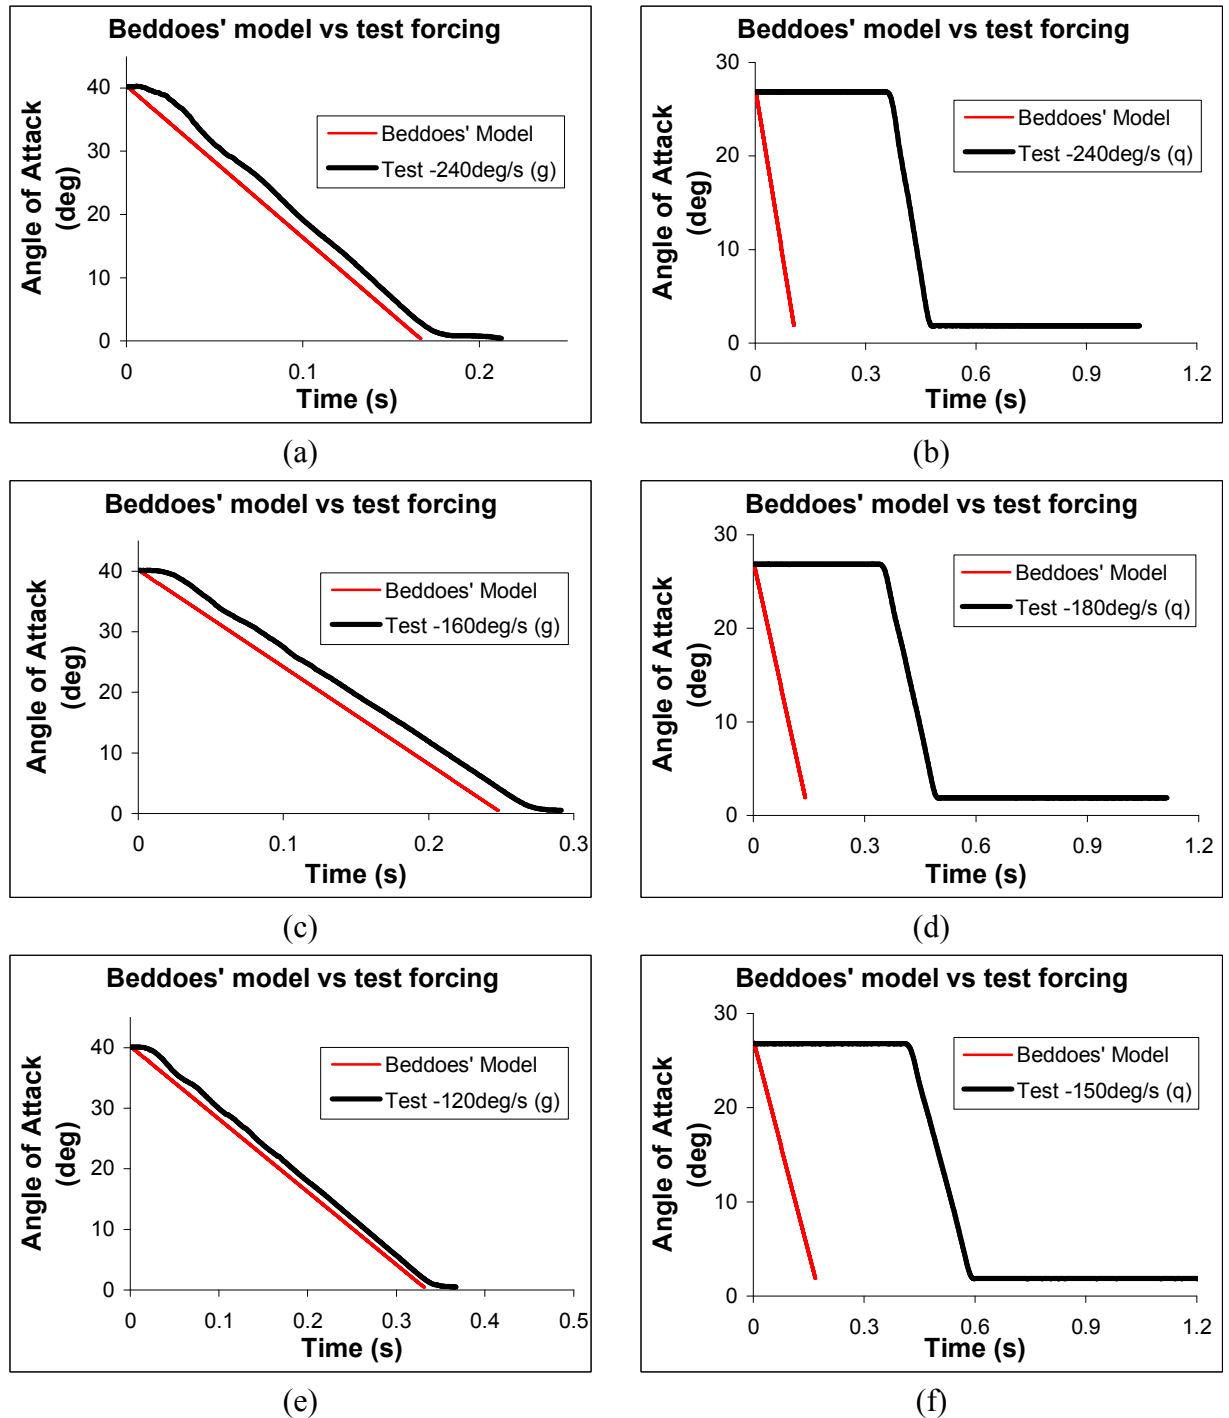 Beddoes' model vs test forcing
Angle of Attack
(deg)
40
30
20
10
0
Beddoes' Model
Test -240deg/s (g)
0 0.1 0.2
Time (s)
(a)
Beddoes' model vs test forcing
Angle of Attack
(deg)
30
20
10
0
Beddoes' Model
Test -240deg/s (q)
0 0.3 0.6 0.9 1.2
Time (s)
(b)
Beddoes' model vs test forcing
Angle of Attack
(deg)
40
30
20
10
0
Beddoes' Model
Test -160deg/s (g)
0 0.1 0.2 0.3
Time (s)
(c)
Beddoes' model vs test forcing
Angle of Attack
(deg)
30
20
10
0
Beddoes' Model
Test -180deg/s (q)
0 0.3 0.6 0.9 1.2
Time (s)
(d)
Beddoes' model vs test forcing
Angle of Attack
(deg)
40
30
20
10
0
Beddoes' Model
Test -120deg/s (g)
0 0.1 0.2 0.3 0.4 0.5
Time (s)
(e)
Beddoes' model vs test forcing
Angle of Attack
(deg)
30
20
10
0
Beddoes' Model
Test -150deg/s (q)
0 0.3 0.6 0.9 1.2
Time (s)
(f)